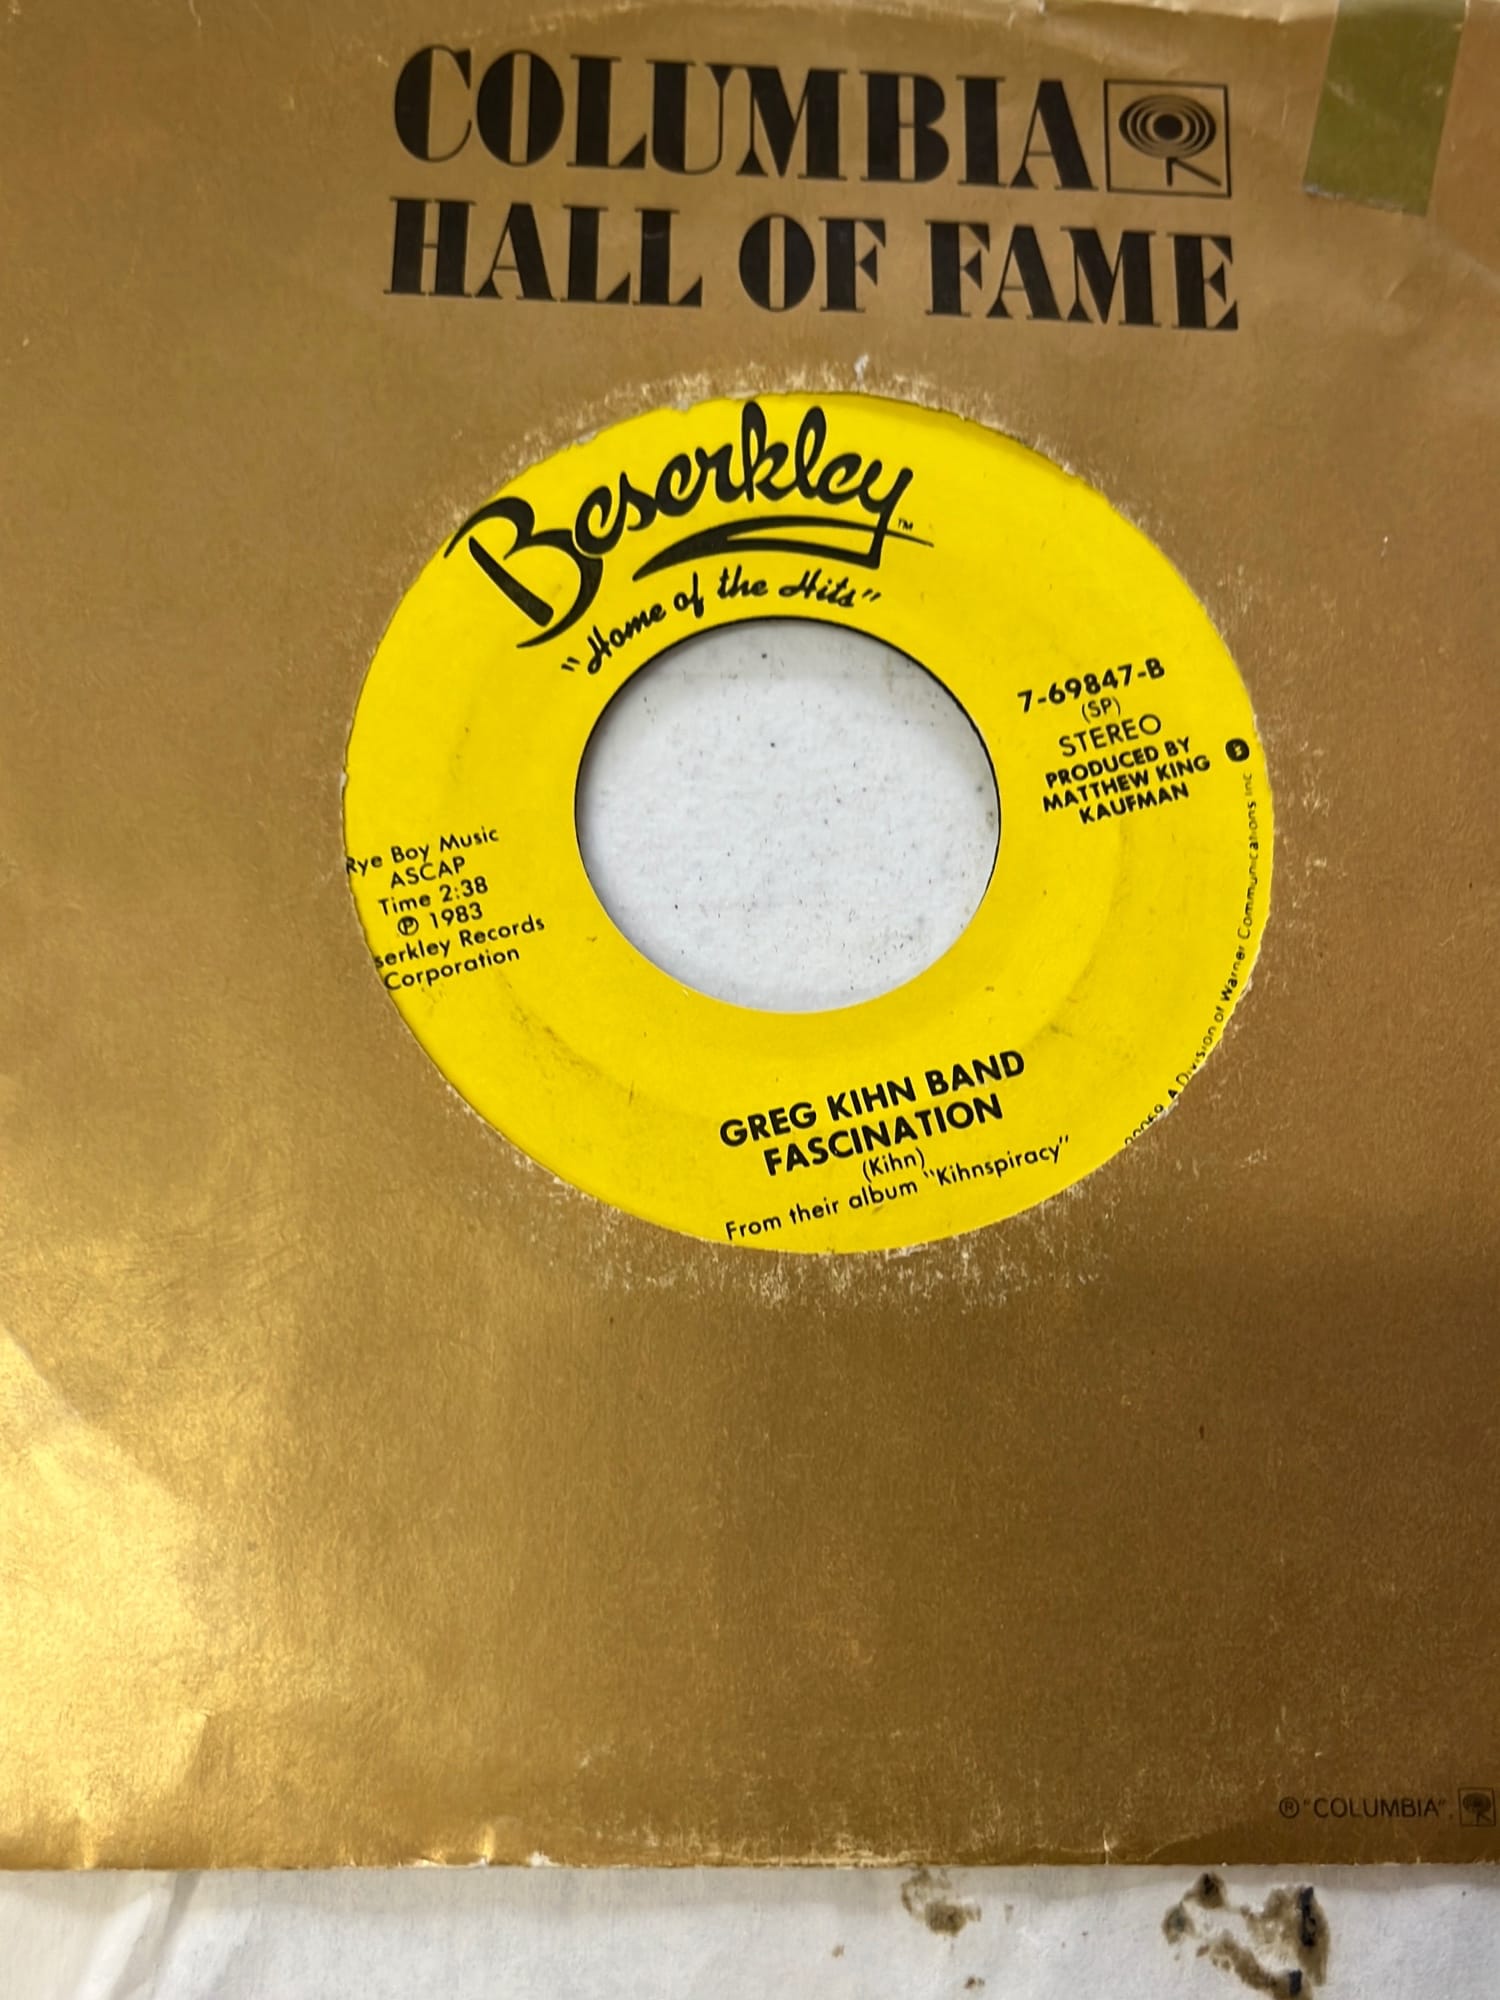 COLUMBIA
HALL OF FAME
Beserkley™
"Home of the Hits"
7-69847-B
(SP)
STEREO
PRODUCED BY
MATTHEW KING
KAUFMAN
Rye Boy Music
ASCAP
Time 2:38
℗ 1983
serkley Records
Corporation
GREG KIHN BAND
FASCINATION
(Kihn)
From their album "Kihnspiracy"
A Division of Warner Communications Inc
®"COLUMBIA",